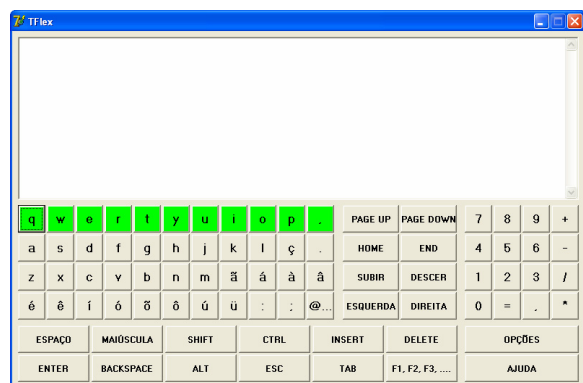 TFlex
q w e r t y u i o p . PAGE UP PAGE DOWN 7 8 9 +
a s d f g h j k l ç . HOME END 4 5 6 -
z x c v b n m ã á à â SUBIR DESCER 1 2 3 /
é ê í ó õ ô ú ü : ; @... ESQUERDA DIREITA 0 = . *
ESPAÇO MAIÚSCULA SHIFT CTRL INSERT DELETE OPÇÕES
ENTER BACKSPACE ALT ESC TAB F1, F2, F3, .... AJUDA